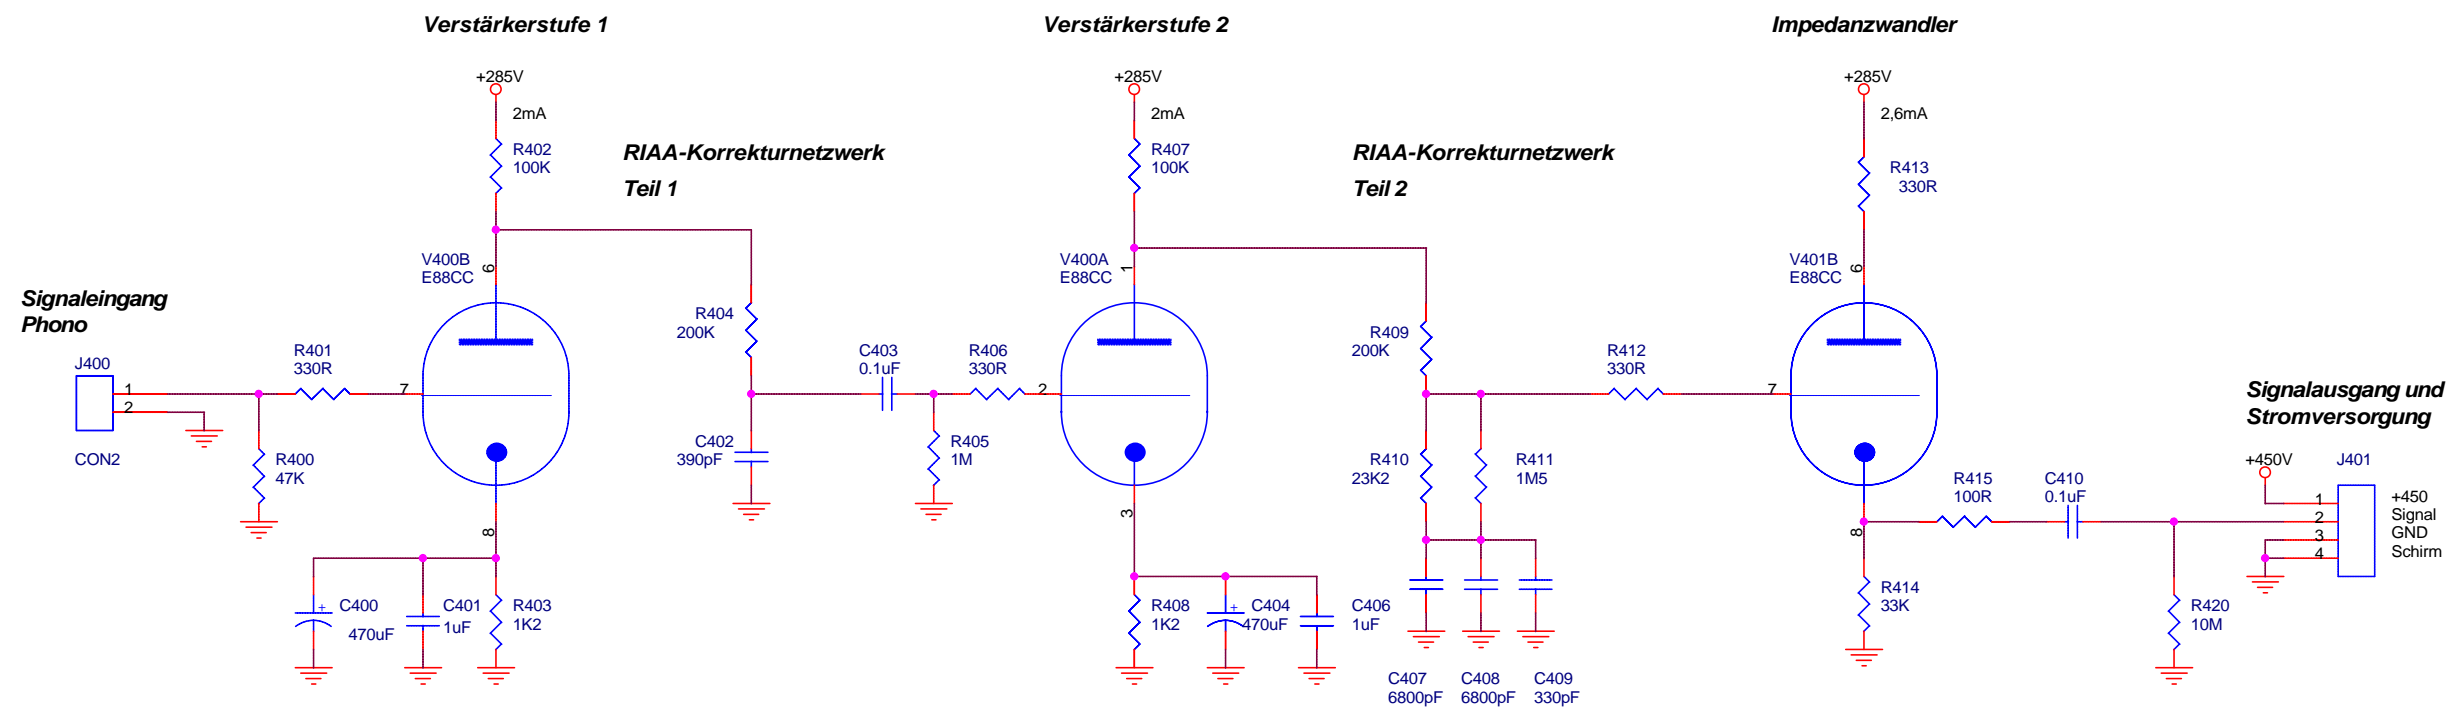 Verstärkerstufe 1
Verstärkerstufe 2
Impedanzwandler
+285V
2mA
R402
100K
+285V
2mA
R407
100K
+285V
2,6mA
R413
330R
RIAA-Korrekturnetzwerk
Teil 1
RIAA-Korrekturnetzwerk
Teil 2
V400B
E88CC
6
V400A
E88CC
1
V401B
E88CC
6
Signaleingang
Phono
J400
1
2
CON2
R401
330R
7
R400
47K
8
C400
470uF
+
C401
1uF
R403
1K2
R404
200K
C402
390pF
C403
0.1uF
R405
1M
R406
330R
2
3
R408
1K2
+
C404
470uF
C406
1uF
R409
200K
R410
23K2
R411
1M5
R412
330R
7
C407
6800pF
C408
6800pF
C409
330pF
8
R414
33K
R415
100R
C410
0.1uF
R420
10M
Signalausgang und
Stromversorgung
+450V
J401
1
2
3
4
+450
Signal
GND
Schirm